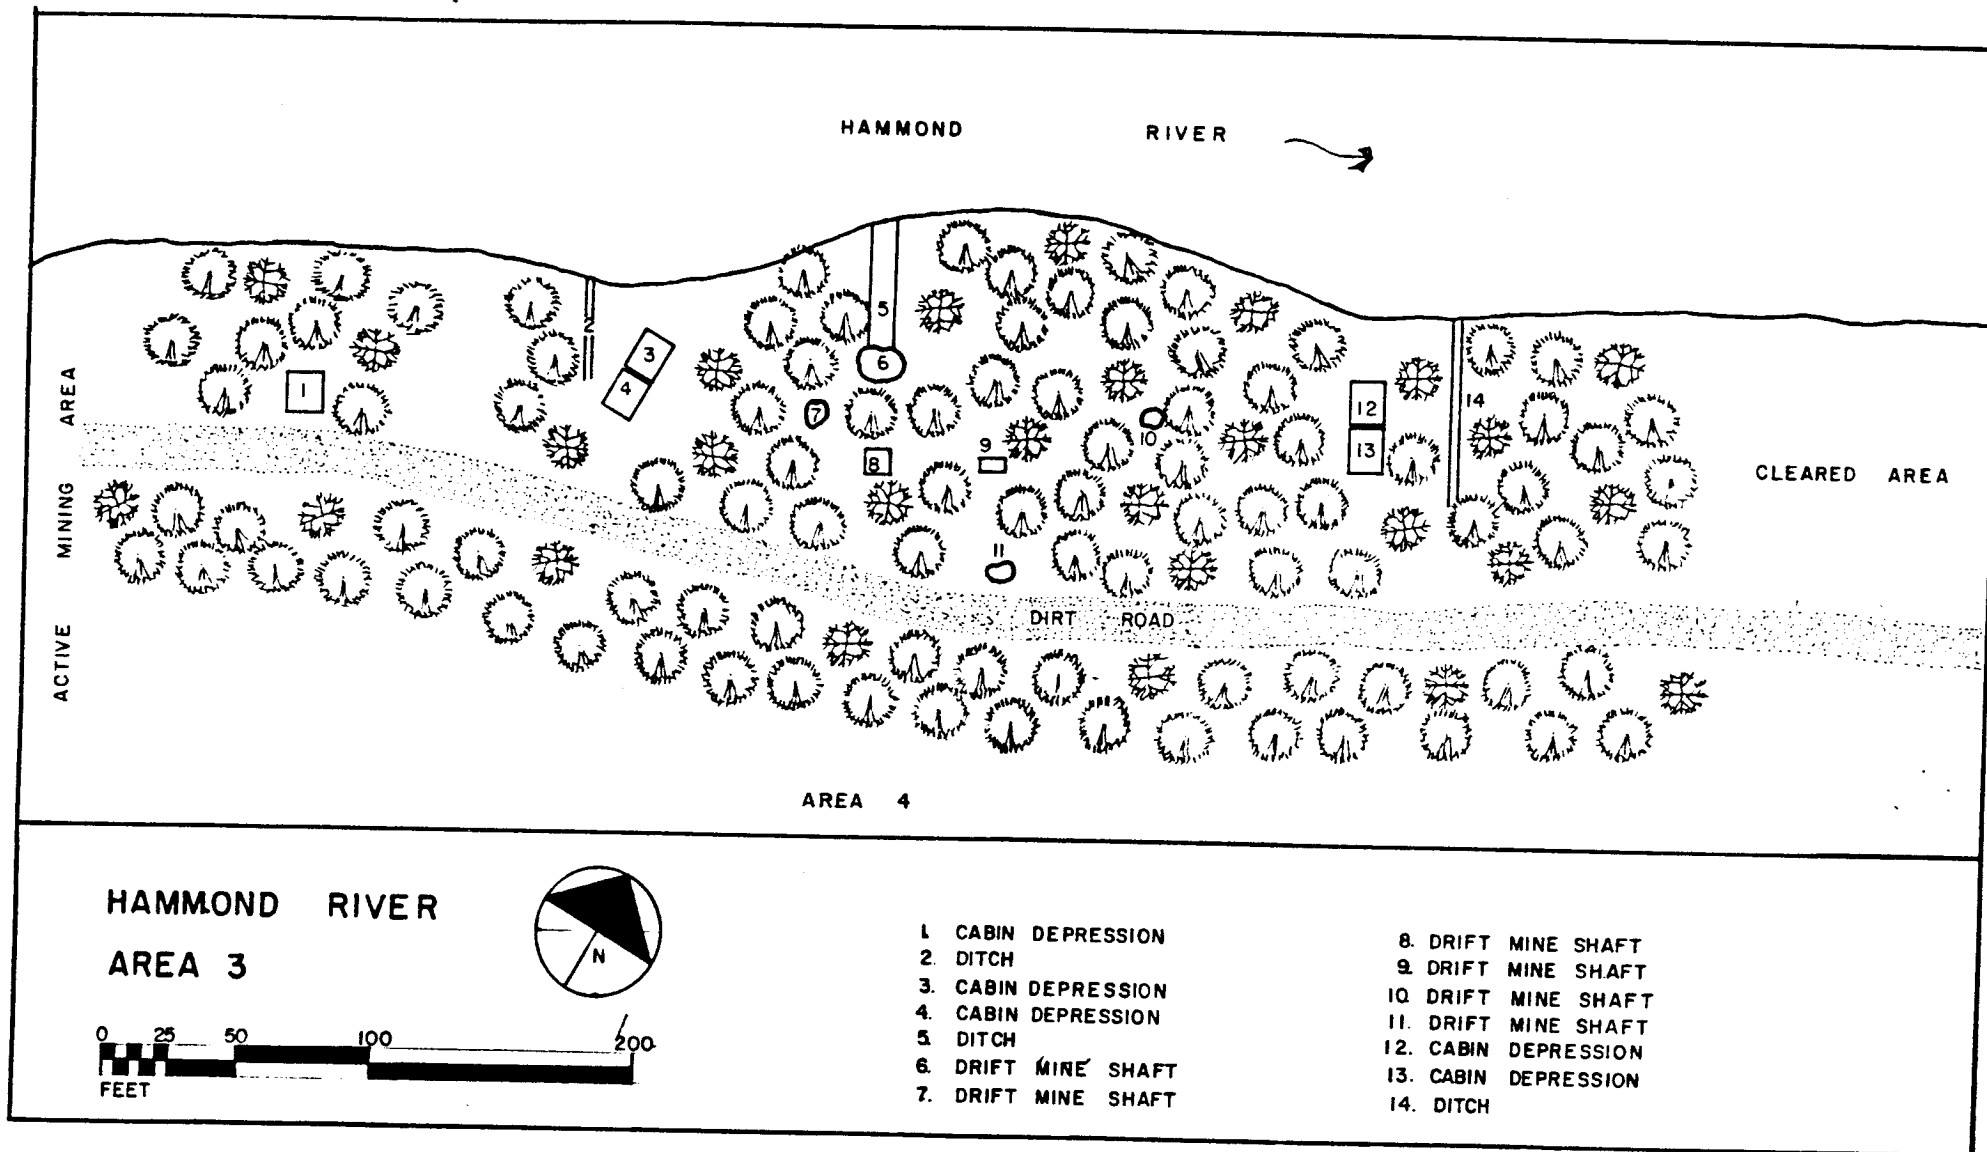 HAMMOND RIVER
ACTIVE MINING AREA
CLEARED AREA
1
2
3
4
5
6
7
8
9
10
11
12
13
14
DIRT ROAD
AREA 4
HAMMOND RIVER
AREA 3
N
0 25 50 100 200
FEET
1. CABIN DEPRESSION
2. DITCH
3. CABIN DEPRESSION
4. CABIN DEPRESSION
5. DITCH
6. DRIFT MINE SHAFT
7. DRIFT MINE SHAFT
8. DRIFT MINE SHAFT
9. DRIFT MINE SHAFT
10. DRIFT MINE SHAFT
11. DRIFT MINE SHAFT
12. CABIN DEPRESSION
13. CABIN DEPRESSION
14. DITCH